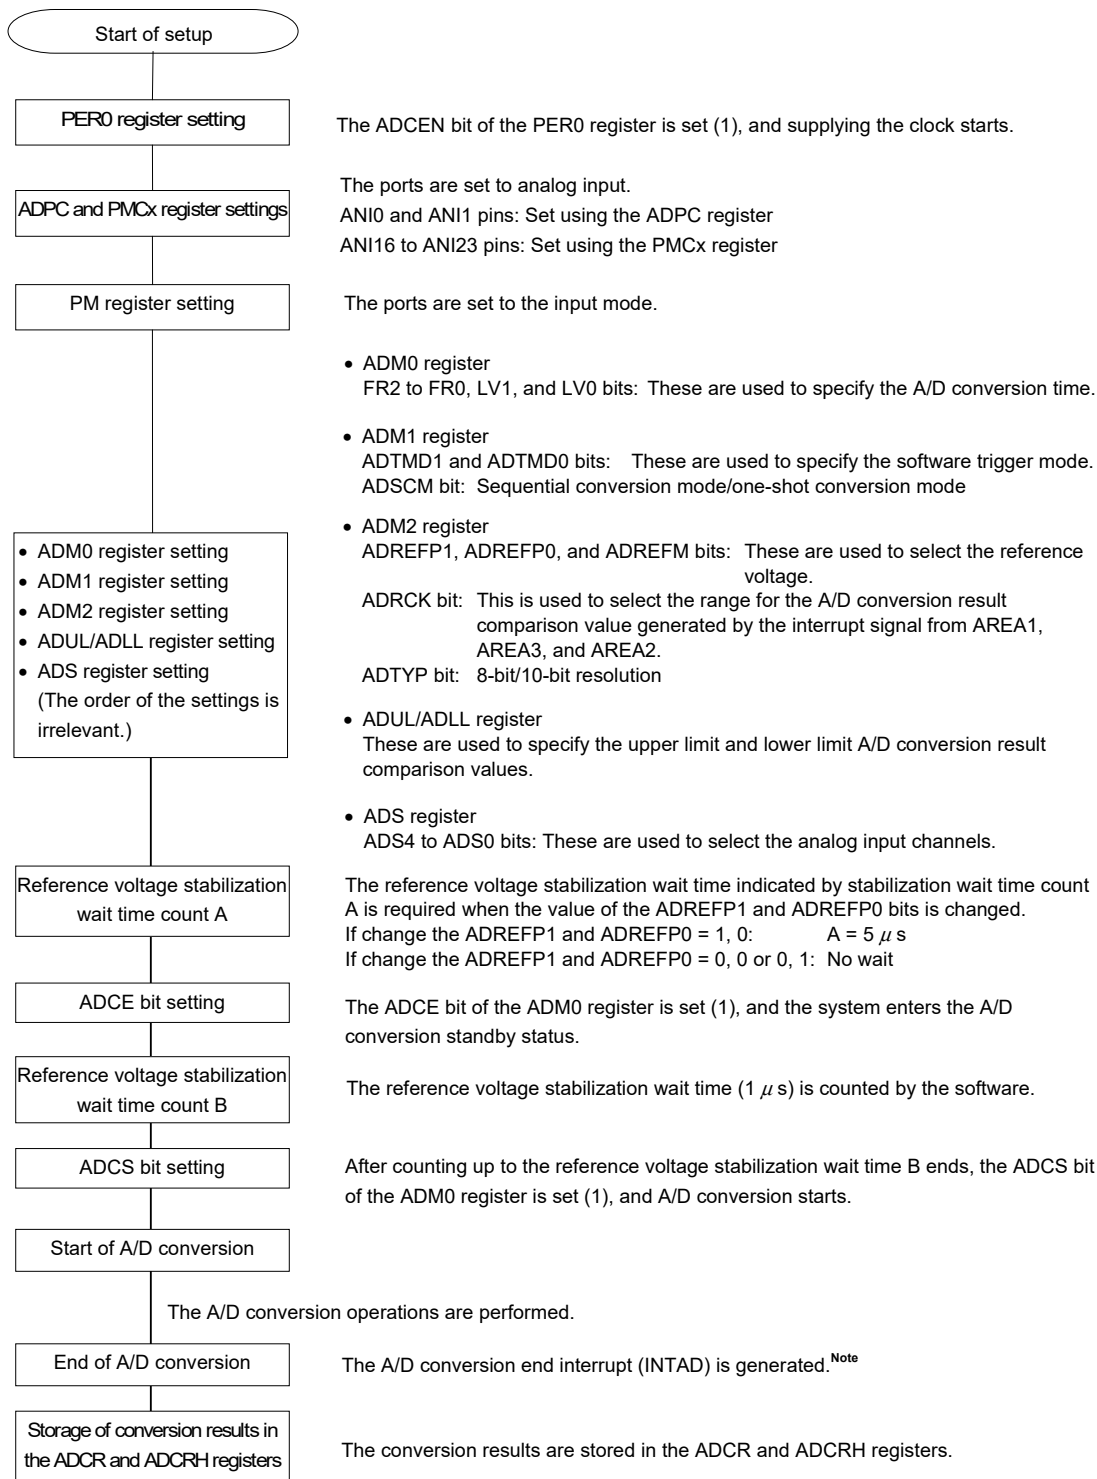 Start of setup
PER0 register setting
The ADCEN bit of the PER0 register is set (1), and supplying the clock starts.
ADPC and PMCx register settings
The ports are set to analog input.
ANI0 and ANI1 pins: Set using the ADPC register
ANI16 to ANI23 pins: Set using the PMCx register
PM register setting
The ports are set to the input mode.
• ADM0 register
FR2 to FR0, LV1, and LV0 bits: These are used to specify the A/D conversion time.
• ADM1 register
ADTMD1 and ADTMD0 bits: These are used to specify the software trigger mode.
ADSCM bit: Sequential conversion mode/one-shot conversion mode
• ADM2 register
ADREFP1, ADREFP0, and ADREFM bits: These are used to select the reference
voltage.
ADRCK bit: This is used to select the range for the A/D conversion result
comparison value generated by the interrupt signal from AREA1,
AREA3, and AREA2.
ADTYP bit: 8-bit/10-bit resolution
• ADUL/ADLL register
These are used to specify the upper limit and lower limit A/D conversion result
comparison values.
• ADS register
ADS4 to ADS0 bits: These are used to select the analog input channels.
• ADM0 register setting
• ADM1 register setting
• ADM2 register setting
• ADUL/ADLL register setting
• ADS register setting
(The order of the settings is
irrelevant.)
Reference voltage stabilization
wait time count A
The reference voltage stabilization wait time indicated by stabilization wait time count
A is required when the value of the ADREFP1 and ADREFP0 bits is changed.
If change the ADREFP1 and ADREFP0 = 1, 0: A = 5 μ s
If change the ADREFP1 and ADREFP0 = 0, 0 or 0, 1: No wait
ADCE bit setting
The ADCE bit of the ADM0 register is set (1), and the system enters the A/D
conversion standby status.
Reference voltage stabilization
wait time count B
The reference voltage stabilization wait time (1 μ s) is counted by the software.
ADCS bit setting
After counting up to the reference voltage stabilization wait time B ends, the ADCS bit
of the ADM0 register is set (1), and A/D conversion starts.
Start of A/D conversion
The A/D conversion operations are performed.
End of A/D conversion
The A/D conversion end interrupt (INTAD) is generated.Note
Storage of conversion results in
the ADCR and ADCRH registers
The conversion results are stored in the ADCR and ADCRH registers.